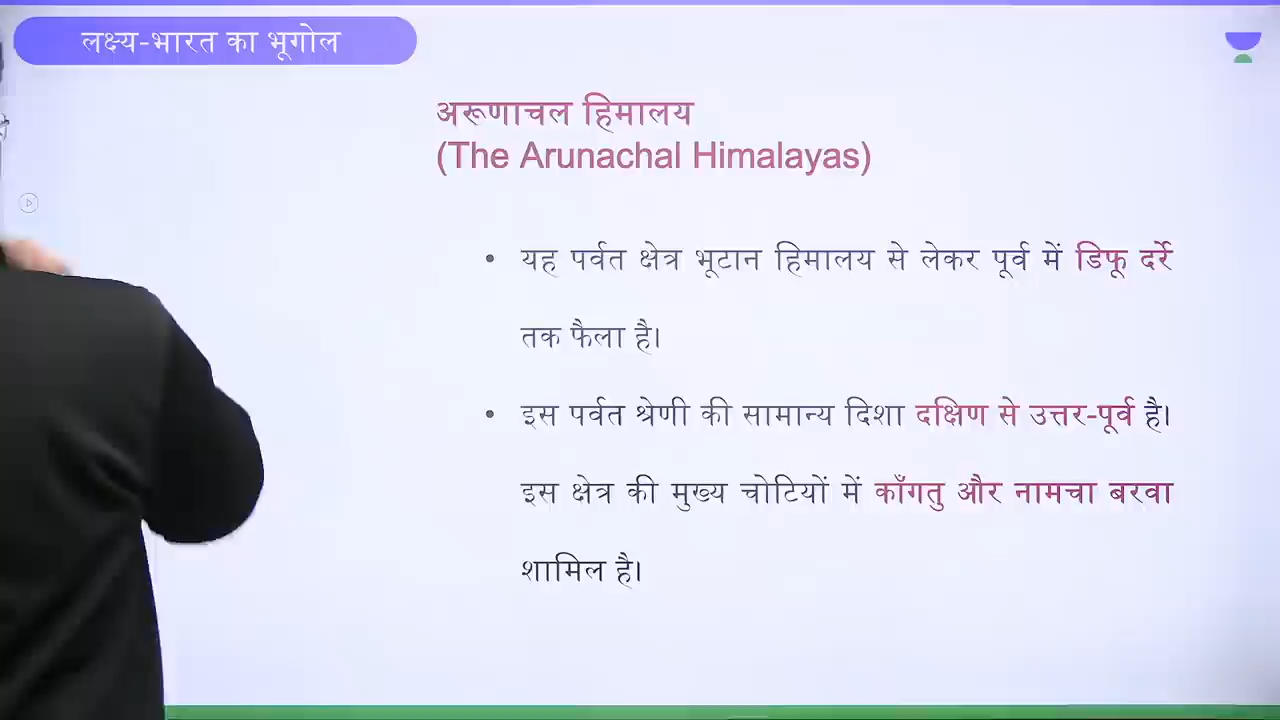 लक्ष्य-भारत का भूगोल
अरूणाचल हिमालय
(The Arunachal Himalayas)
• यह पर्वत क्षेत्र भूटान हिमालय से लेकर पूर्व में डिफू दर्रे
तक फैला है।
• इस पर्वत श्रेणी की सामान्य दिशा दक्षिण से उत्तर-पूर्व है।
इस क्षेत्र की मुख्य चोटियों में काँगतु और नामचा बरवा
शामिल है।